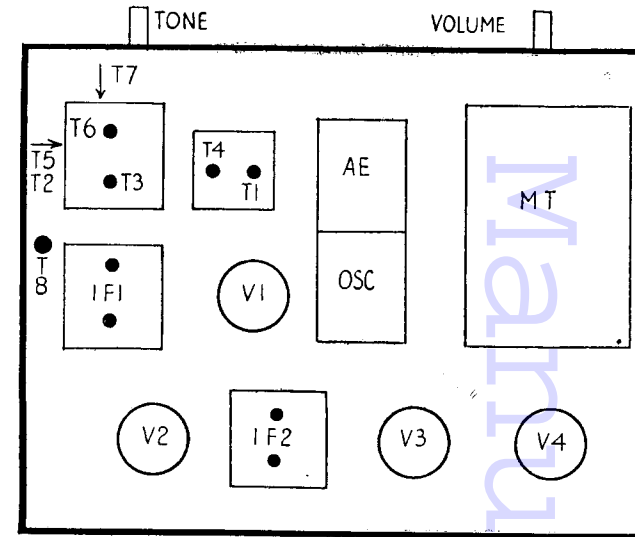 TONE
VOLUME
T7
T6
T5
T2
T3
T4
T1
AE
MT
T
8
IF1
V1
OSC
V2
IF2
V3
V4
Manu